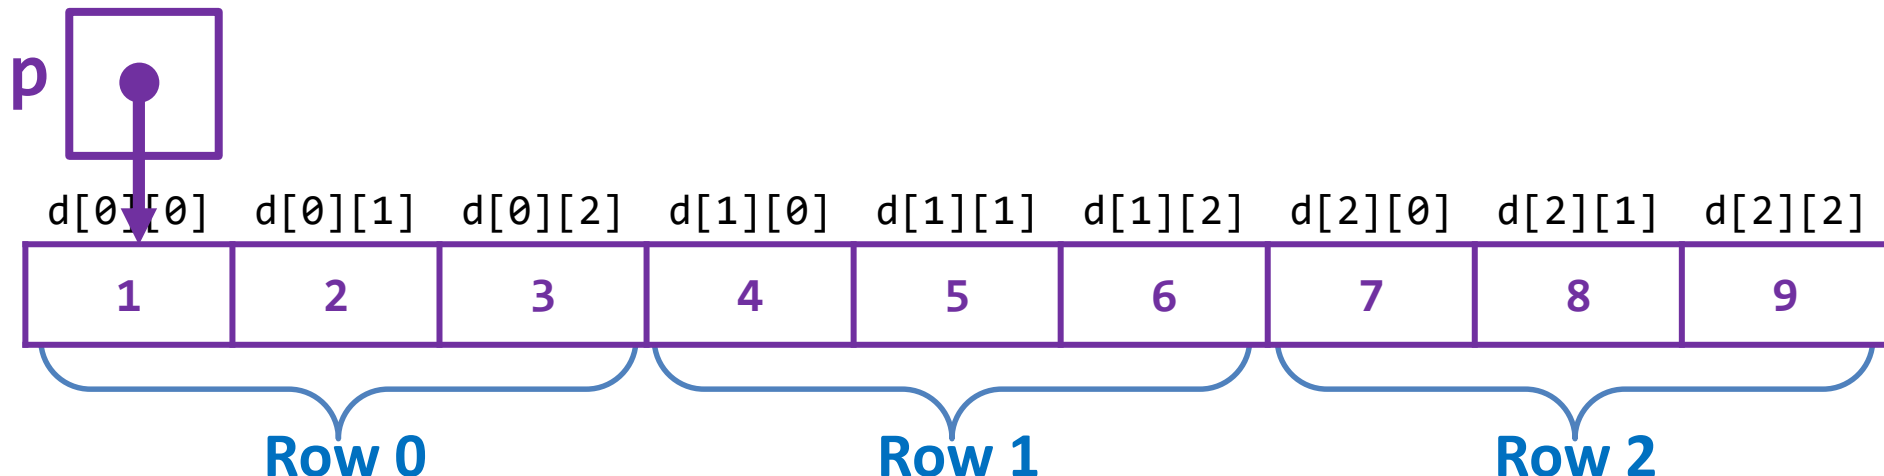 p
d[0][0] d[0][1] d[0][2] d[1][0] d[1][1] d[1][2] d[2][0] d[2][1] d[2][2]
1 2 3 4 5 6 7 8 9
Row 0 Row 1 Row 2